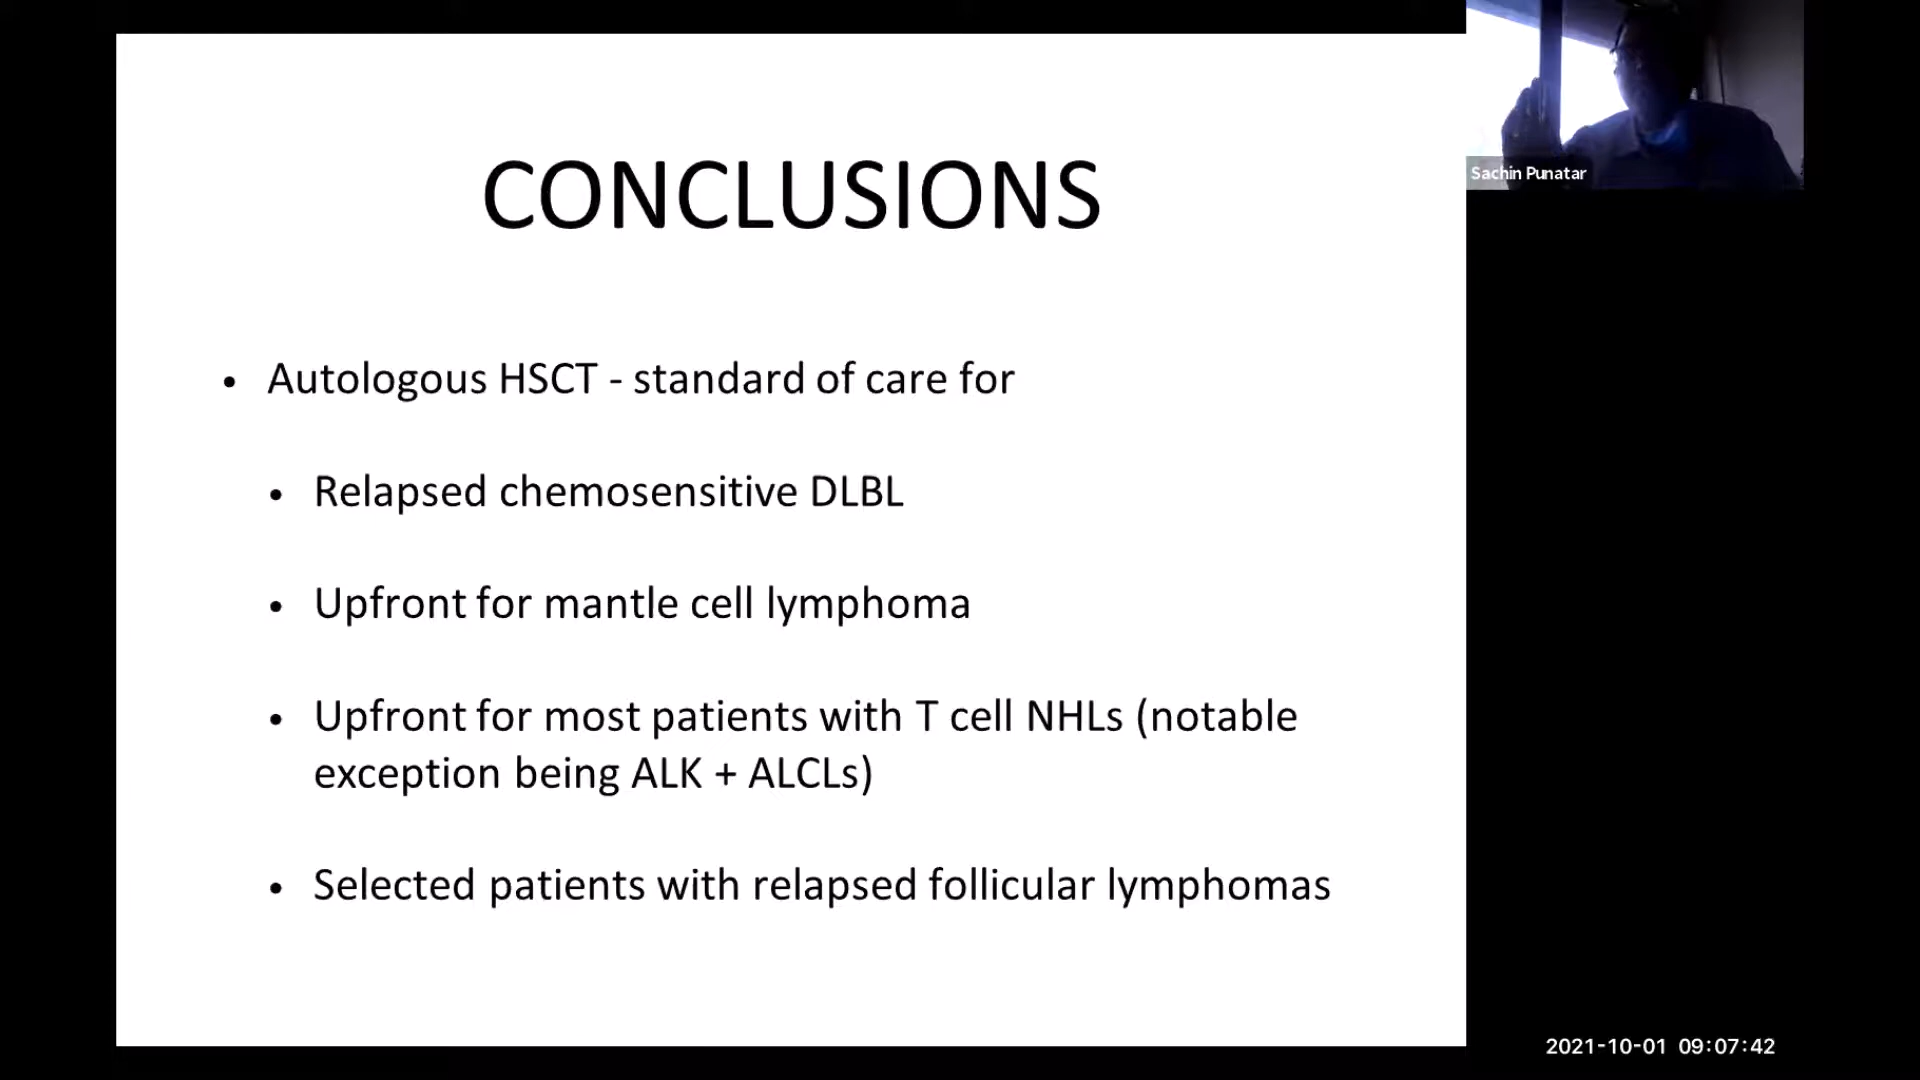 Sachin Punatar
CONCLUSIONS
• Autologous HSCT - standard of care for
• Relapsed chemosensitive DLBL
• Upfront for mantle cell lymphoma
• Upfront for most patients with T cell NHLs (notable
exception being ALK + ALCLs)
• Selected patients with relapsed follicular lymphomas
2021-10-01 09:07:42